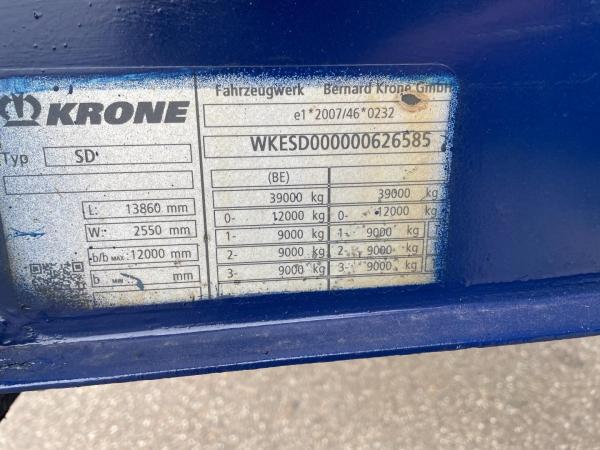 KRONE
Fahrzeugwerk Bernard Krone GmbH
e1*2007/46*0232
WKESD000000626585
Typ SD
(BE)
39000 kg 39000 kg
L: 13860 mm
0- 12000 kg 0- 12000 kg
W: 2550 mm
1- 9000 kg 1- 9000 kg
b/b MAX: 12000 mm
2- 9000 kg 2- 9000 kg
b MIN mm
3- 9000 kg 3- 9000 kg